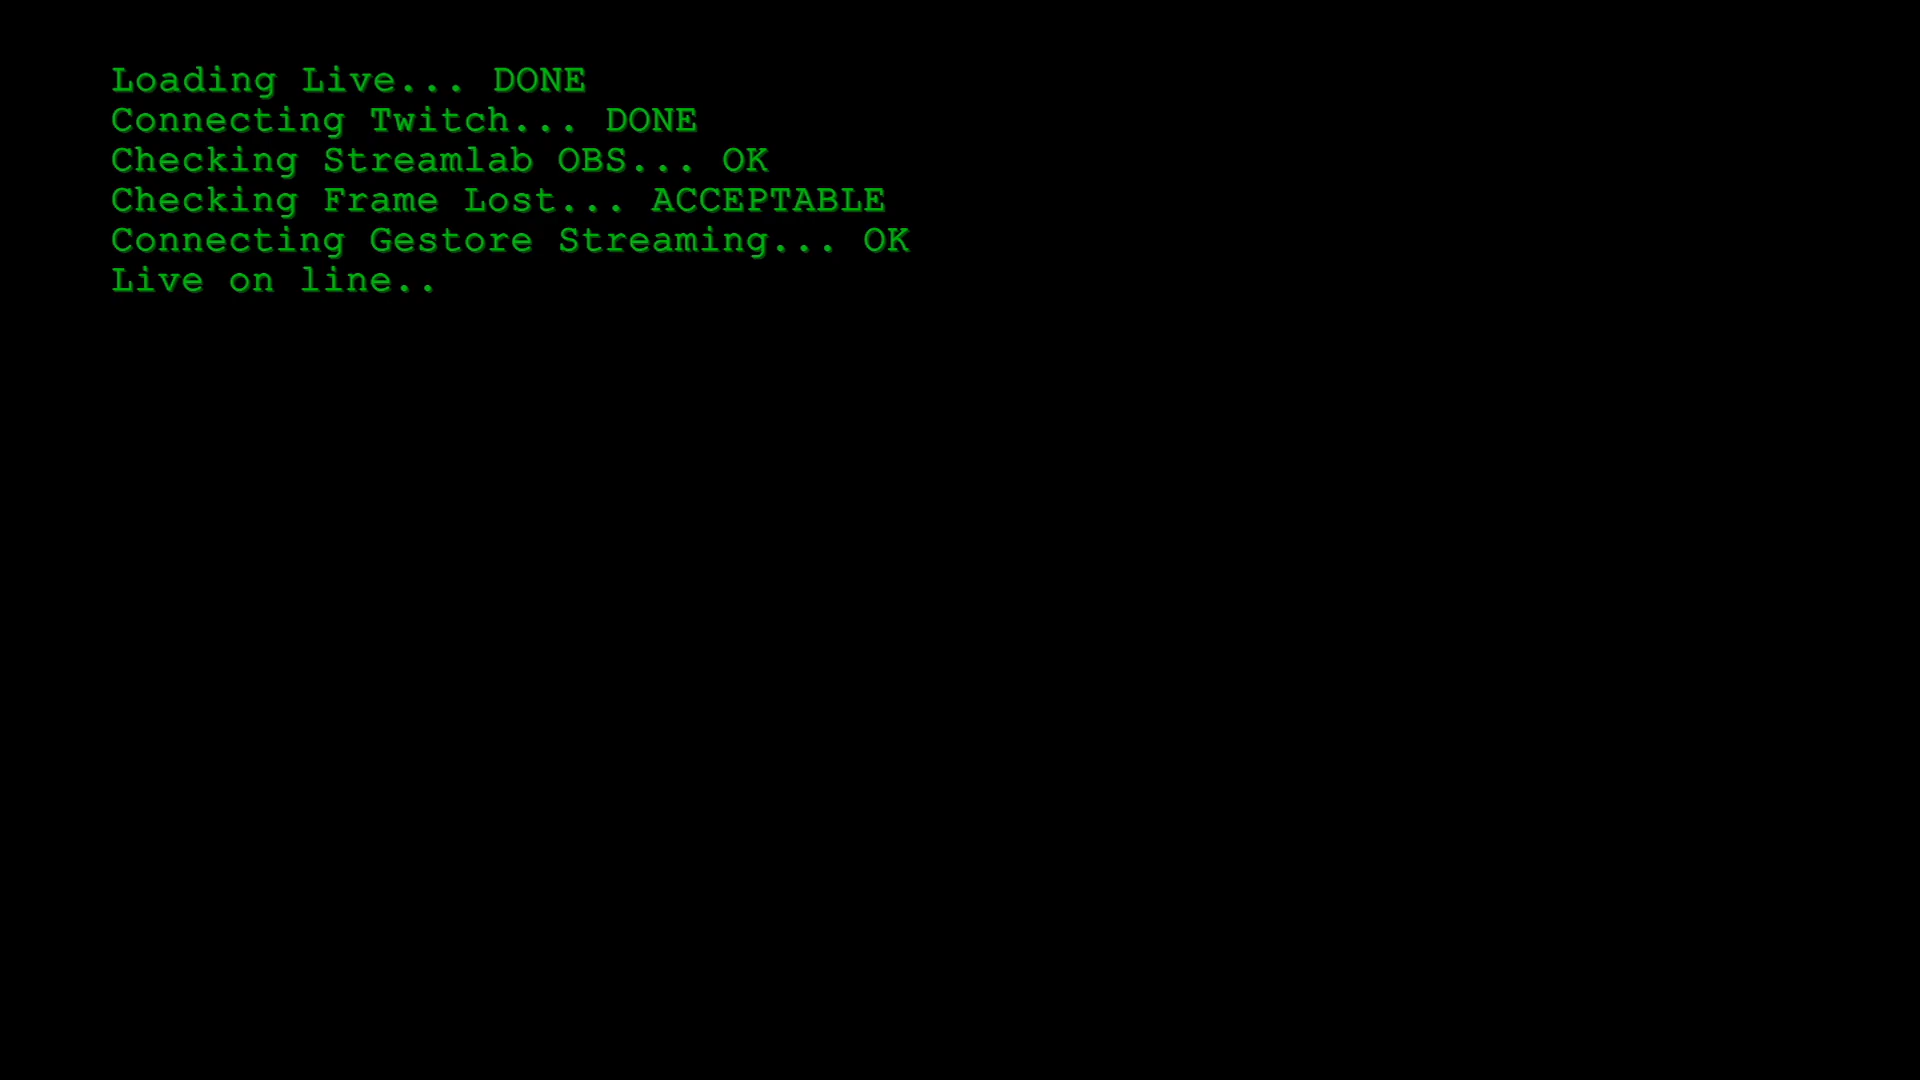 Loading Live... DONE
Connecting Twitch... DONE
Checking Streamlab OBS... OK
Checking Frame Lost... ACCEPTABLE
Connecting Gestore Streaming... OK
Live on line..